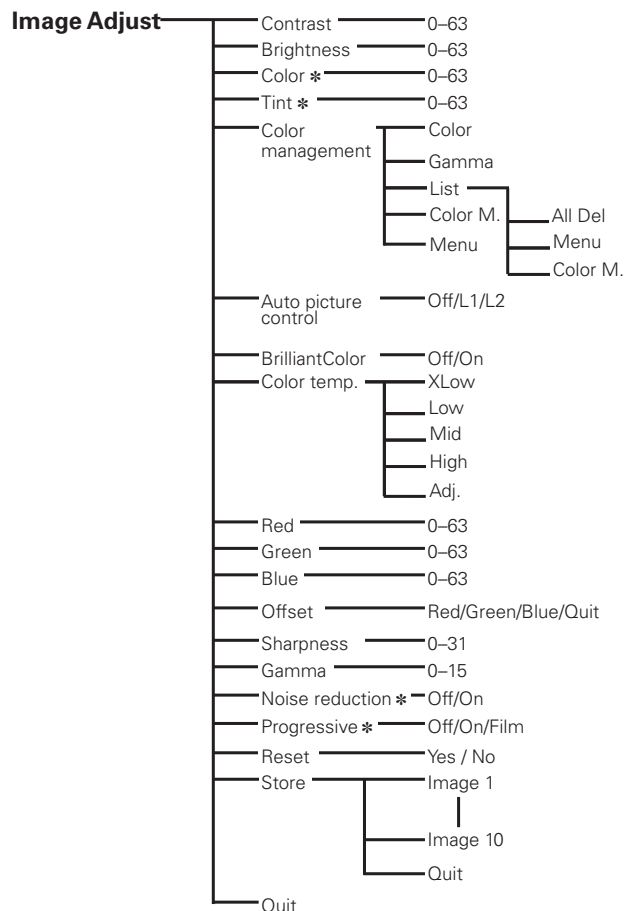 Image Adjust Contrast 0–63
Brightness 0–63
Color ✻ 0–63
Tint ✻ 0–63
Color management Color
Gamma
List
All Del
Color M.
Menu
Menu
Color M.
Auto picture control Off/L1/L2
BrilliantColor Off/On
Color temp. XLow
Low
Mid
High
Adj.
Red 0–63
Green 0–63
Blue 0–63
Offset Red/Green/Blue/Quit
Sharpness 0–31
Gamma 0–15
Noise reduction ✻ Off/On
Progressive ✻ Off/On/Film
Reset Yes / No
Store Image 1
Image 10
Quit
Quit